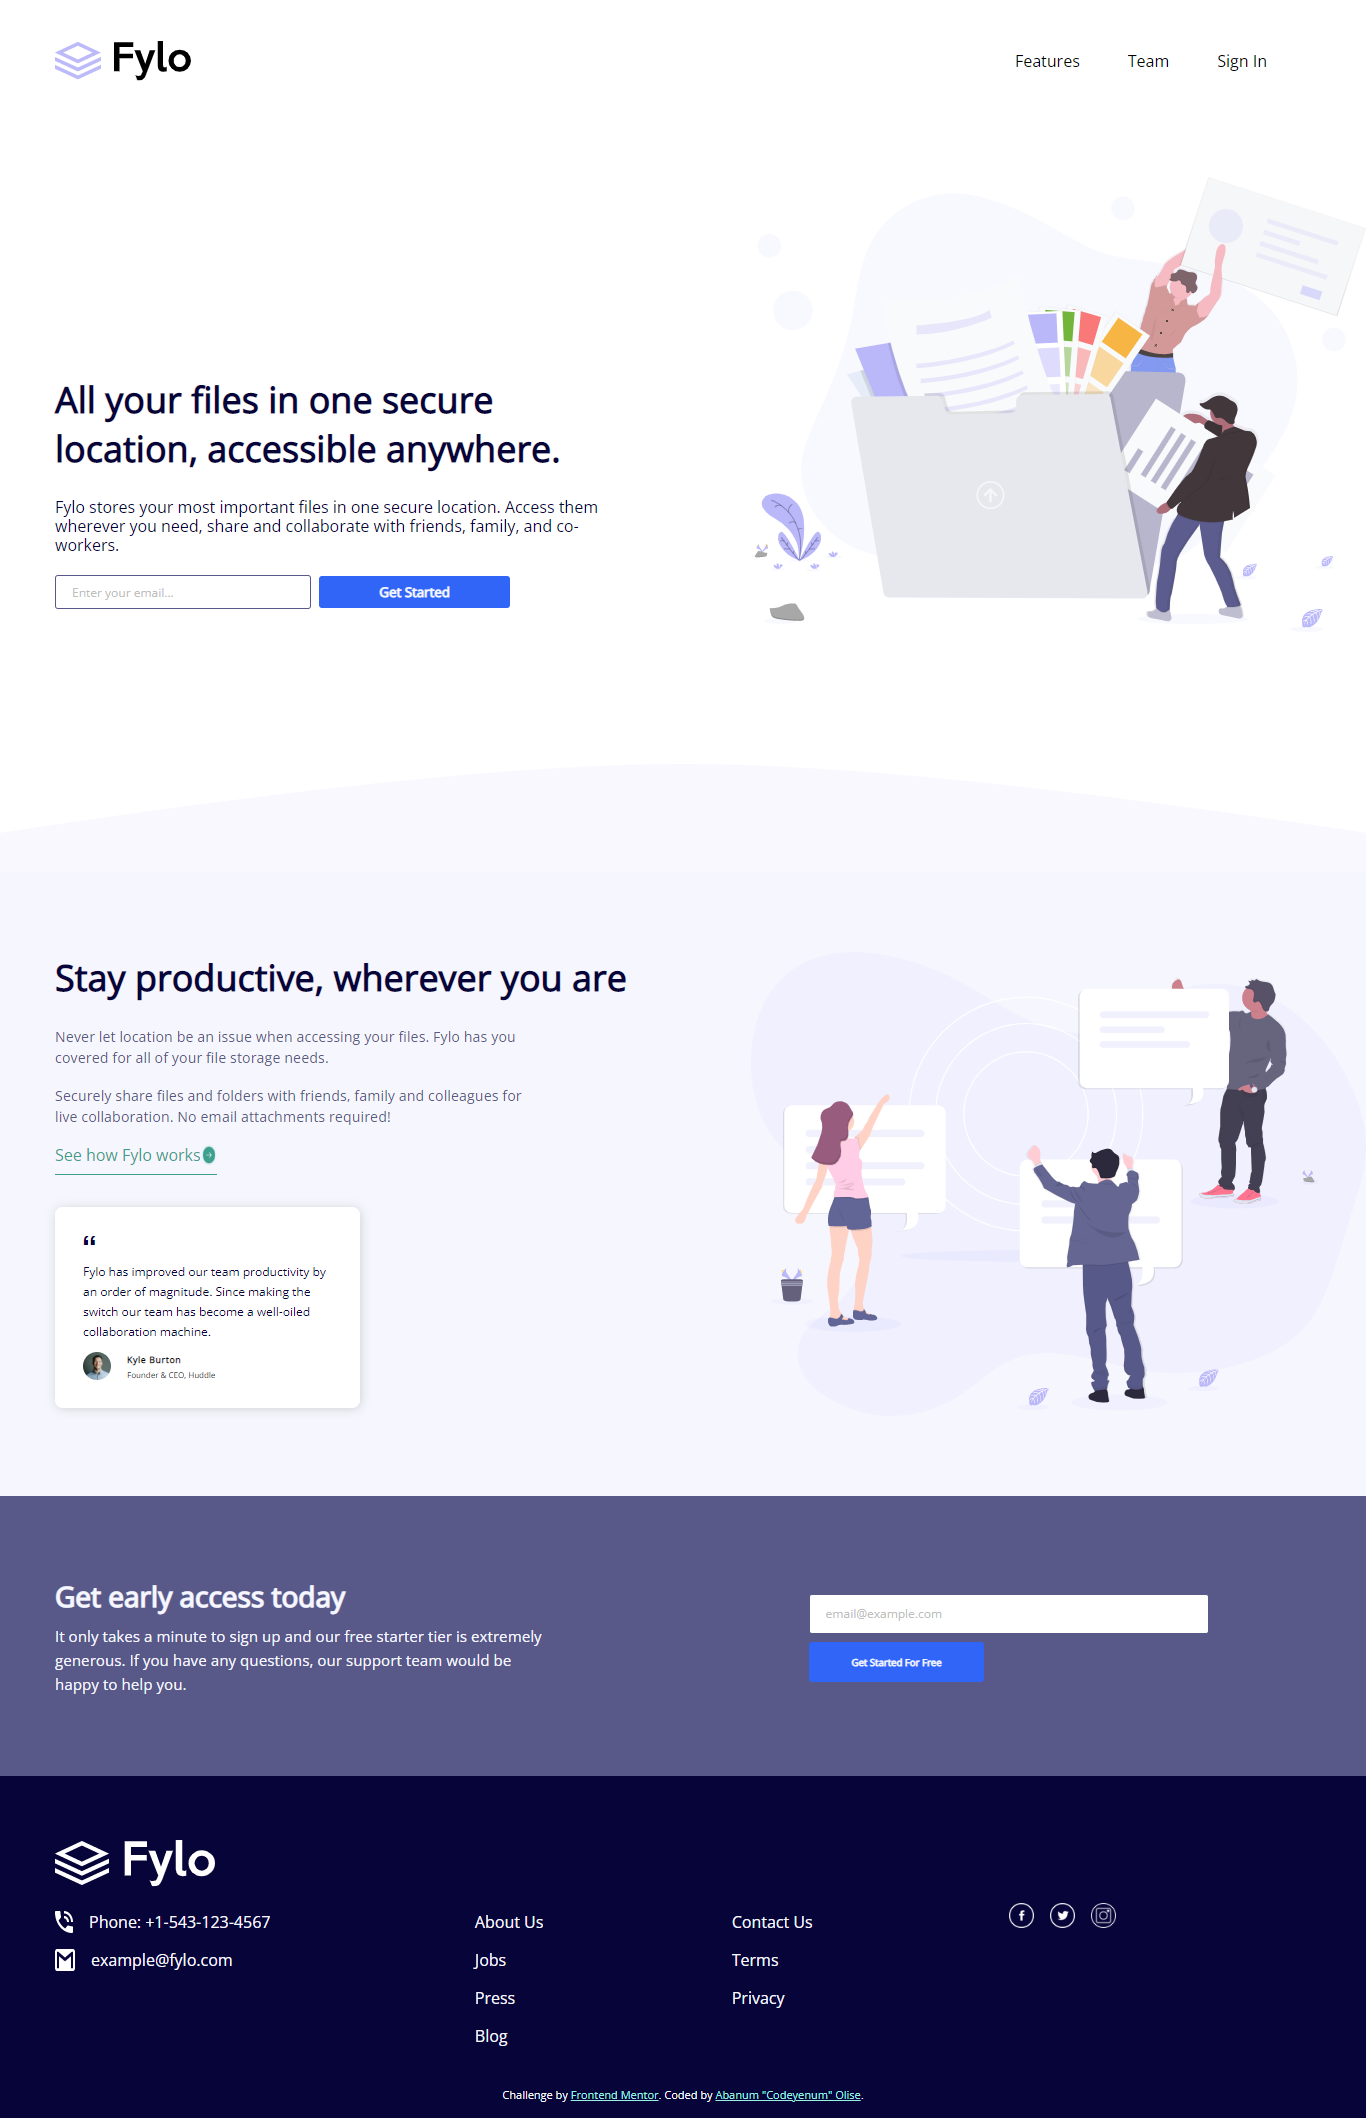 Fylo
Features
Team
Sign In
All your files in one secure
location, accessible anywhere.
Fylo stores your most important files in one secure location. Access them
wherever you need, share and collaborate with friends, family, and co-
workers.
Enter your email...
Get Started
Stay productive, wherever you are
Never let location be an issue when accessing your files. Fylo has you
covered for all of your file storage needs.
Securely share files and folders with friends, family and colleagues for
live collaboration. No email attachments required!
See how Fylo works
“
Fylo has improved our team productivity by
an order of magnitude. Since making the
switch our team has become a well-oiled
collaboration machine.
Kyle Burton
Founder & CEO, Huddle
Get early access today
It only takes a minute to sign up and our free starter tier is extremely
generous. If you have any questions, our support team would be
happy to help you.
email@example.com
Get Started For Free
Fylo
Phone: +1-543-123-4567
example@fylo.com
About Us
Jobs
Press
Blog
Contact Us
Terms
Privacy
Challenge by Frontend Mentor. Coded by Abanum "Codeyenum" Olise.